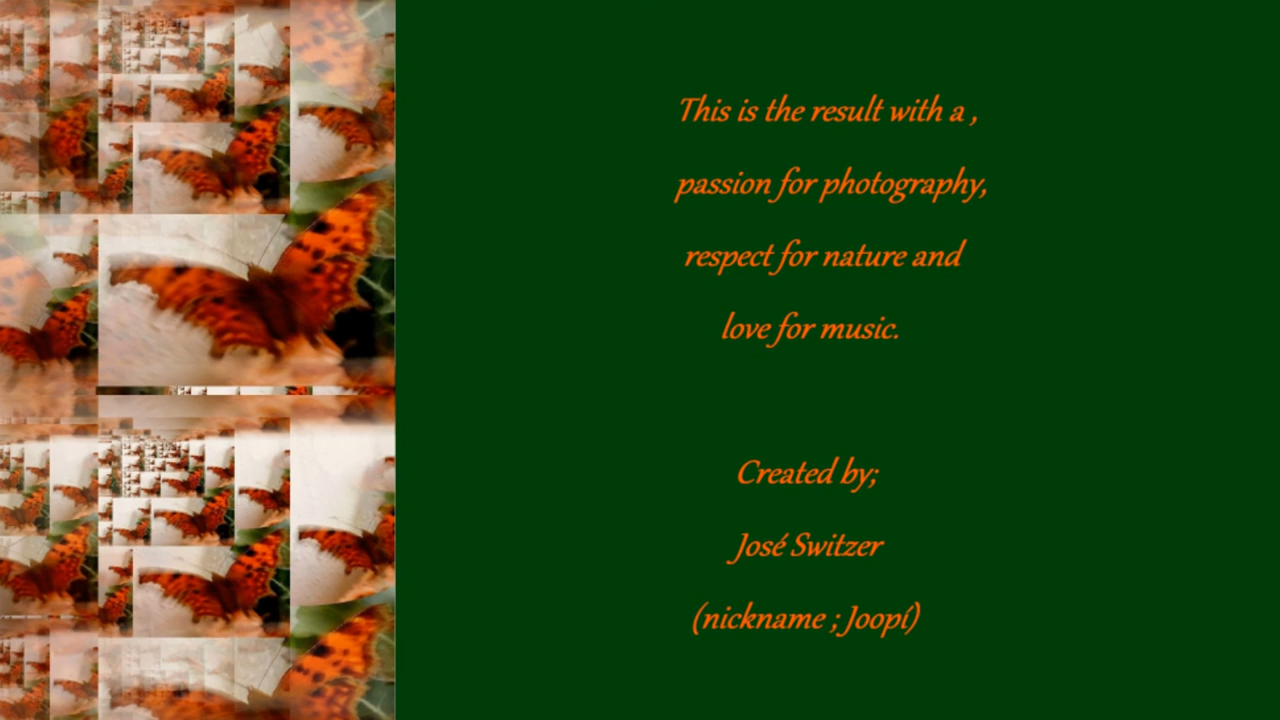 This is the result with a ,
passion for photography,
respect for nature and
love for music.
Created by;
José Switzer
(nickname ; Joopí)